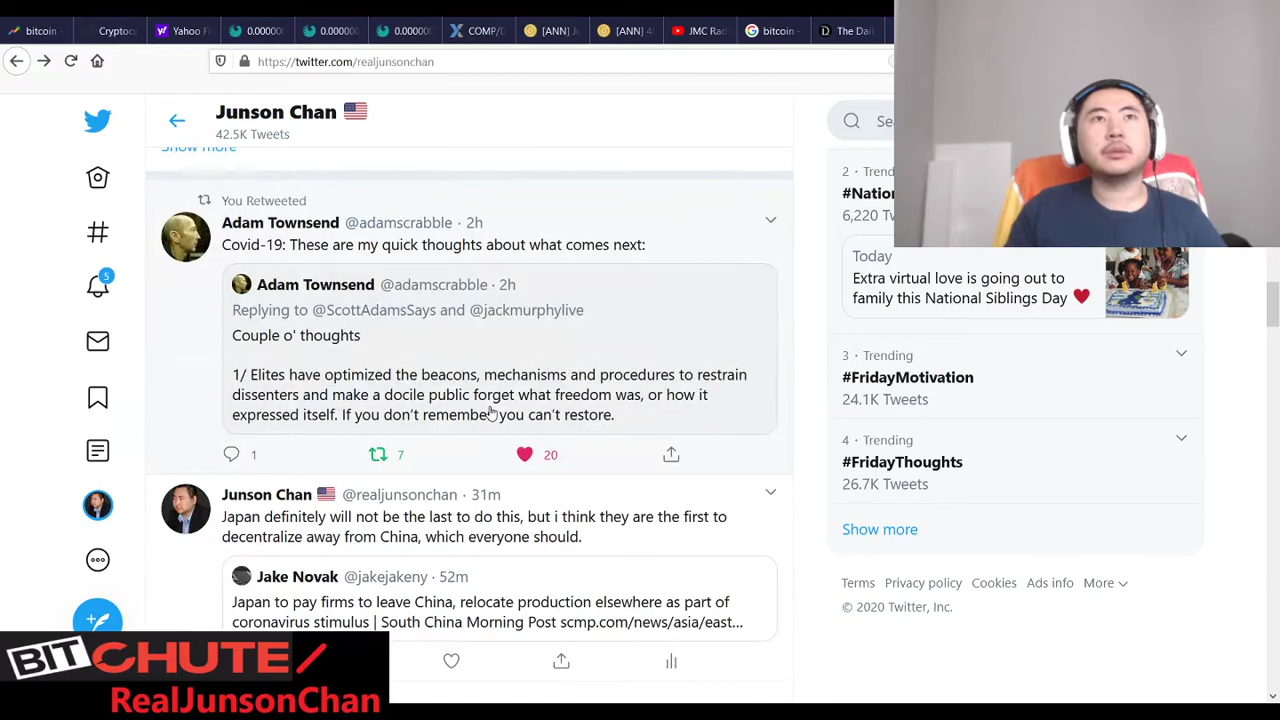 bitcoin
Cryptocu
Yahoo Fi
0.000000
0.000000
0.000000
COMP/D
[ANN] J
[ANN] 4
JMC Rad
bitcoin
The Dail
https://twitter.com/realjunsonchan
Junson Chan
42.5K Tweets
Show more
You Retweeted
Adam Townsend @adamscrabble · 2h
Covid-19: These are my quick thoughts about what comes next:
Adam Townsend @adamscrabble · 2h
Replying to @ScottAdamsSays and @jackmurphylive
Couple o' thoughts
1/ Elites have optimized the beacons, mechanisms and procedures to restrain
dissenters and make a docile public forget what freedom was, or how it
expressed itself. If you don't remember you can't restore.
1
7
20
Junson Chan @realjunsonchan · 31m
Japan definitely will not be the last to do this, but i think they are the first to
decentralize away from China, which everyone should.
Jake Novak @jakejakeny · 52m
Japan to pay firms to leave China, relocate production elsewhere as part of
coronavirus stimulus | South China Morning Post scmp.com/news/asia/east...
5
Sea
2 · Trend
#Natio
6,220 Tw
Today
Extra virtual love is going out to
family this National Siblings Day
3 · Trending
#FridayMotivation
24.1K Tweets
4 · Trending
#FridayThoughts
26.7K Tweets
Show more
Terms Privacy policy Cookies Ads info More
© 2020 Twitter, Inc.
BITCHUTE
RealJunsonChan